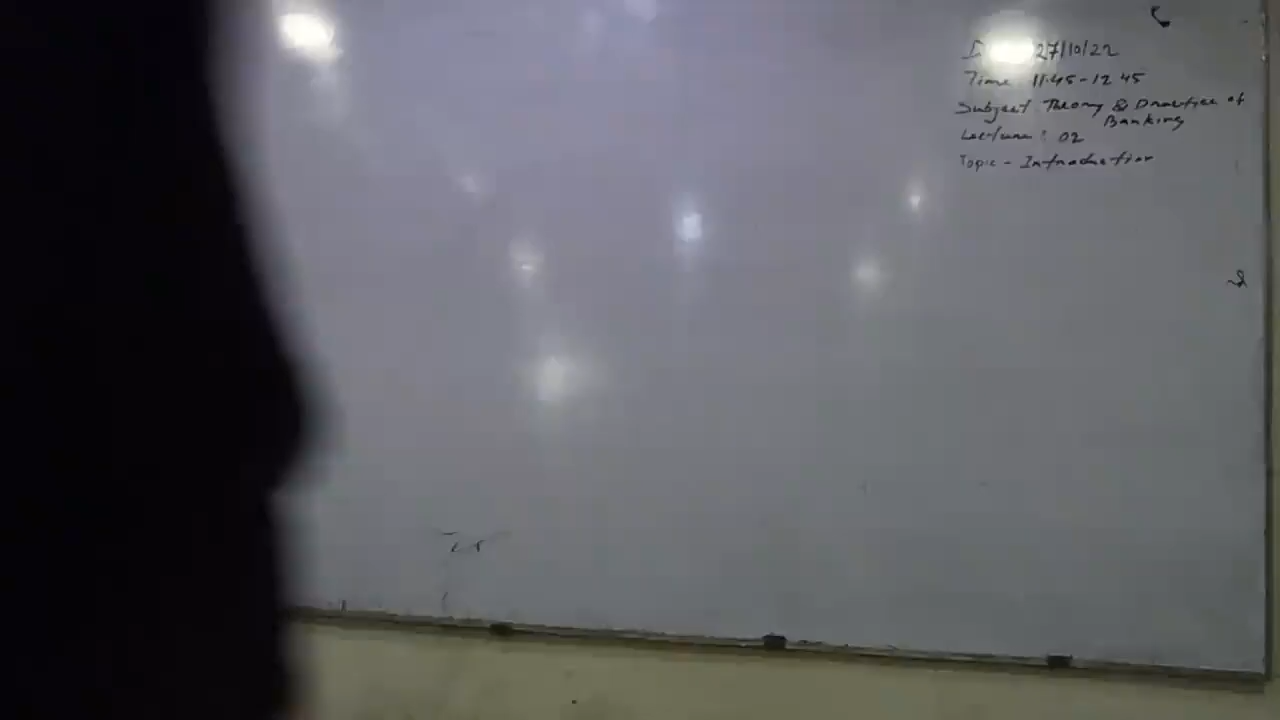 27/10/22
Time 11.45-12 45
Subject Theory & Practice of
Banking
Lecture : 02
Topic - Introduction